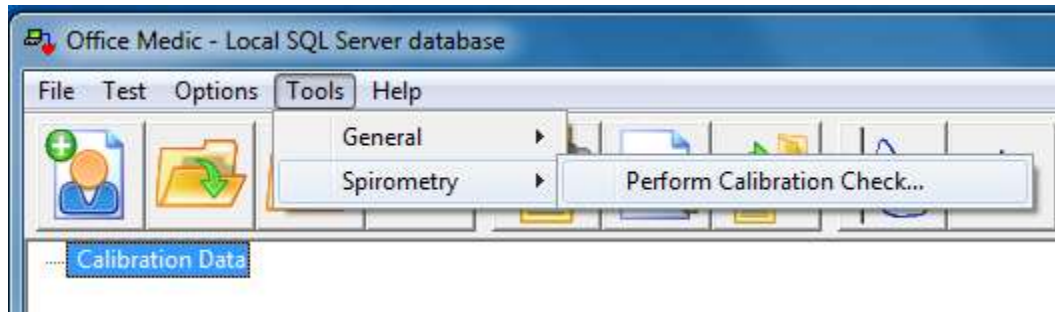 Office Medic - Local SQL Server database
File Test Options Tools Help
General
Spirometry
Perform Calibration Check...
Calibration Data